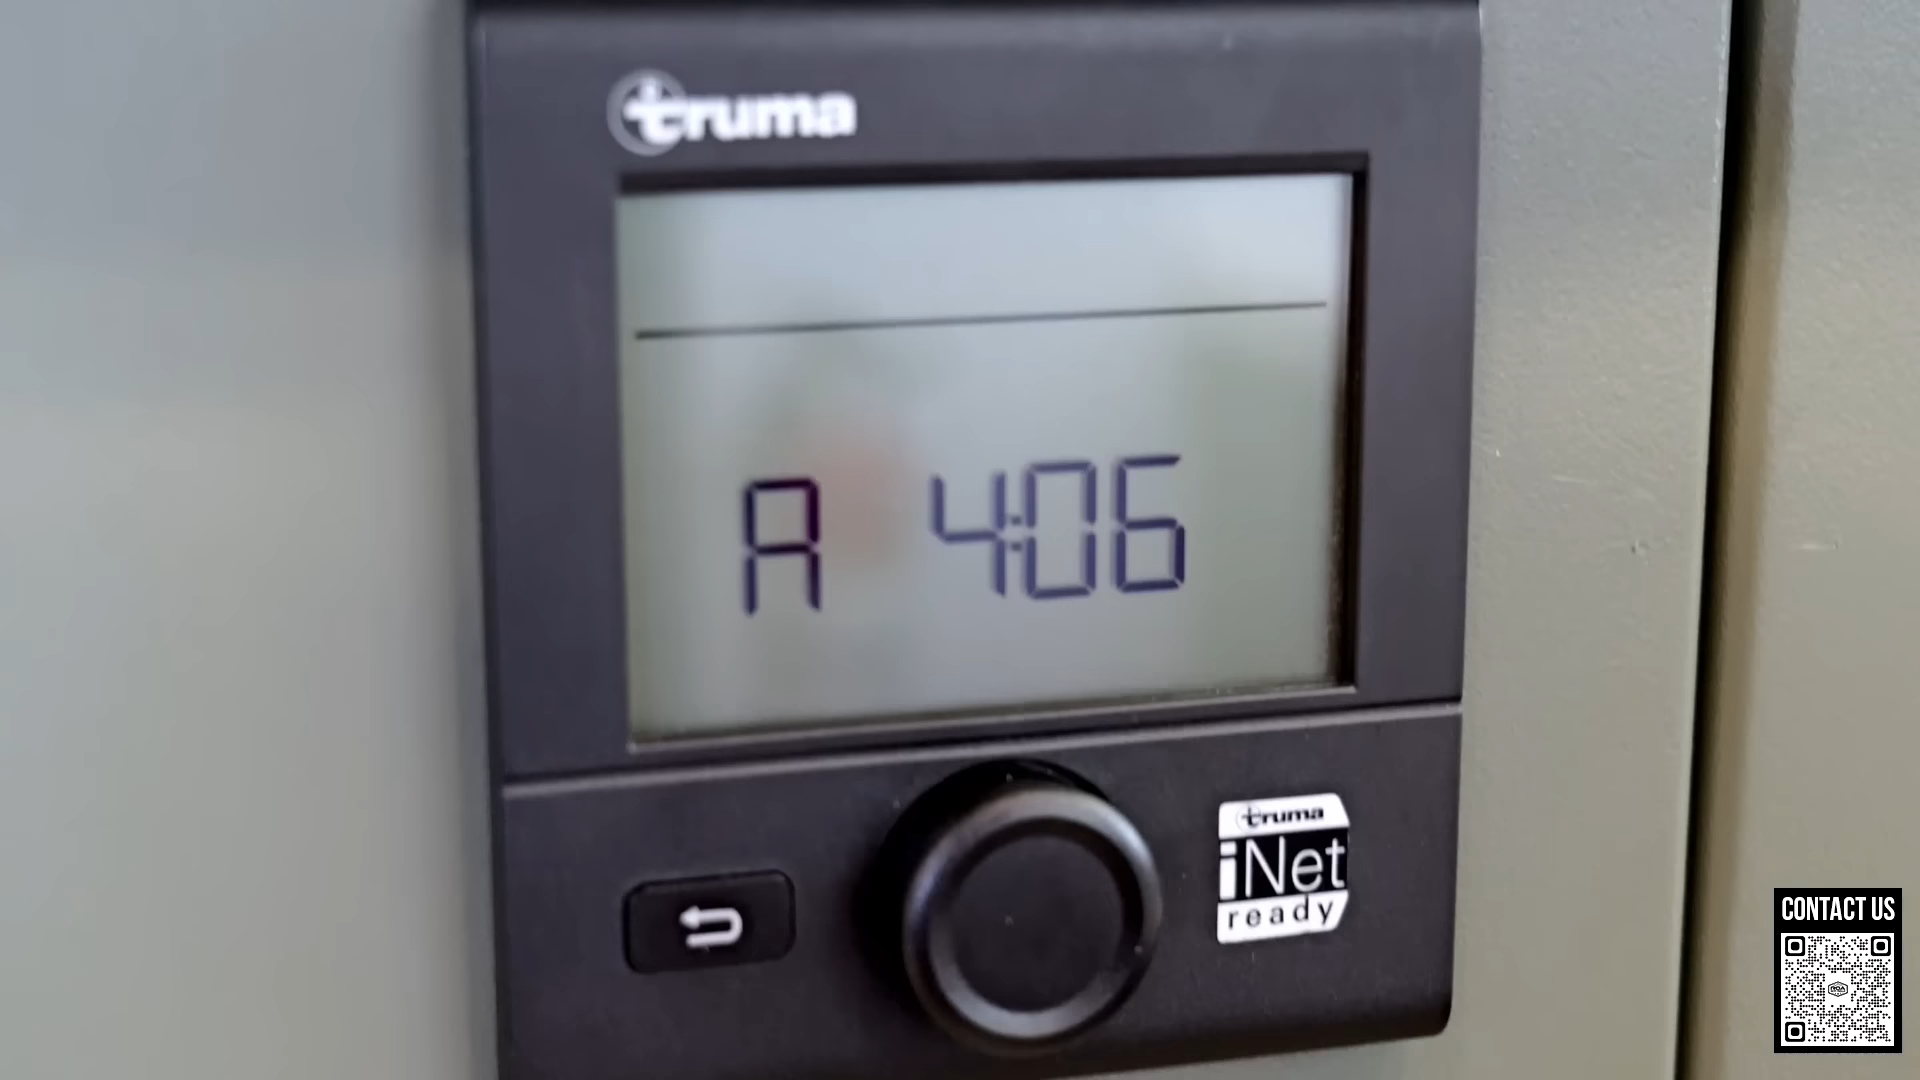 truma
A 4:06
truma
iNet
ready
CONTACT US